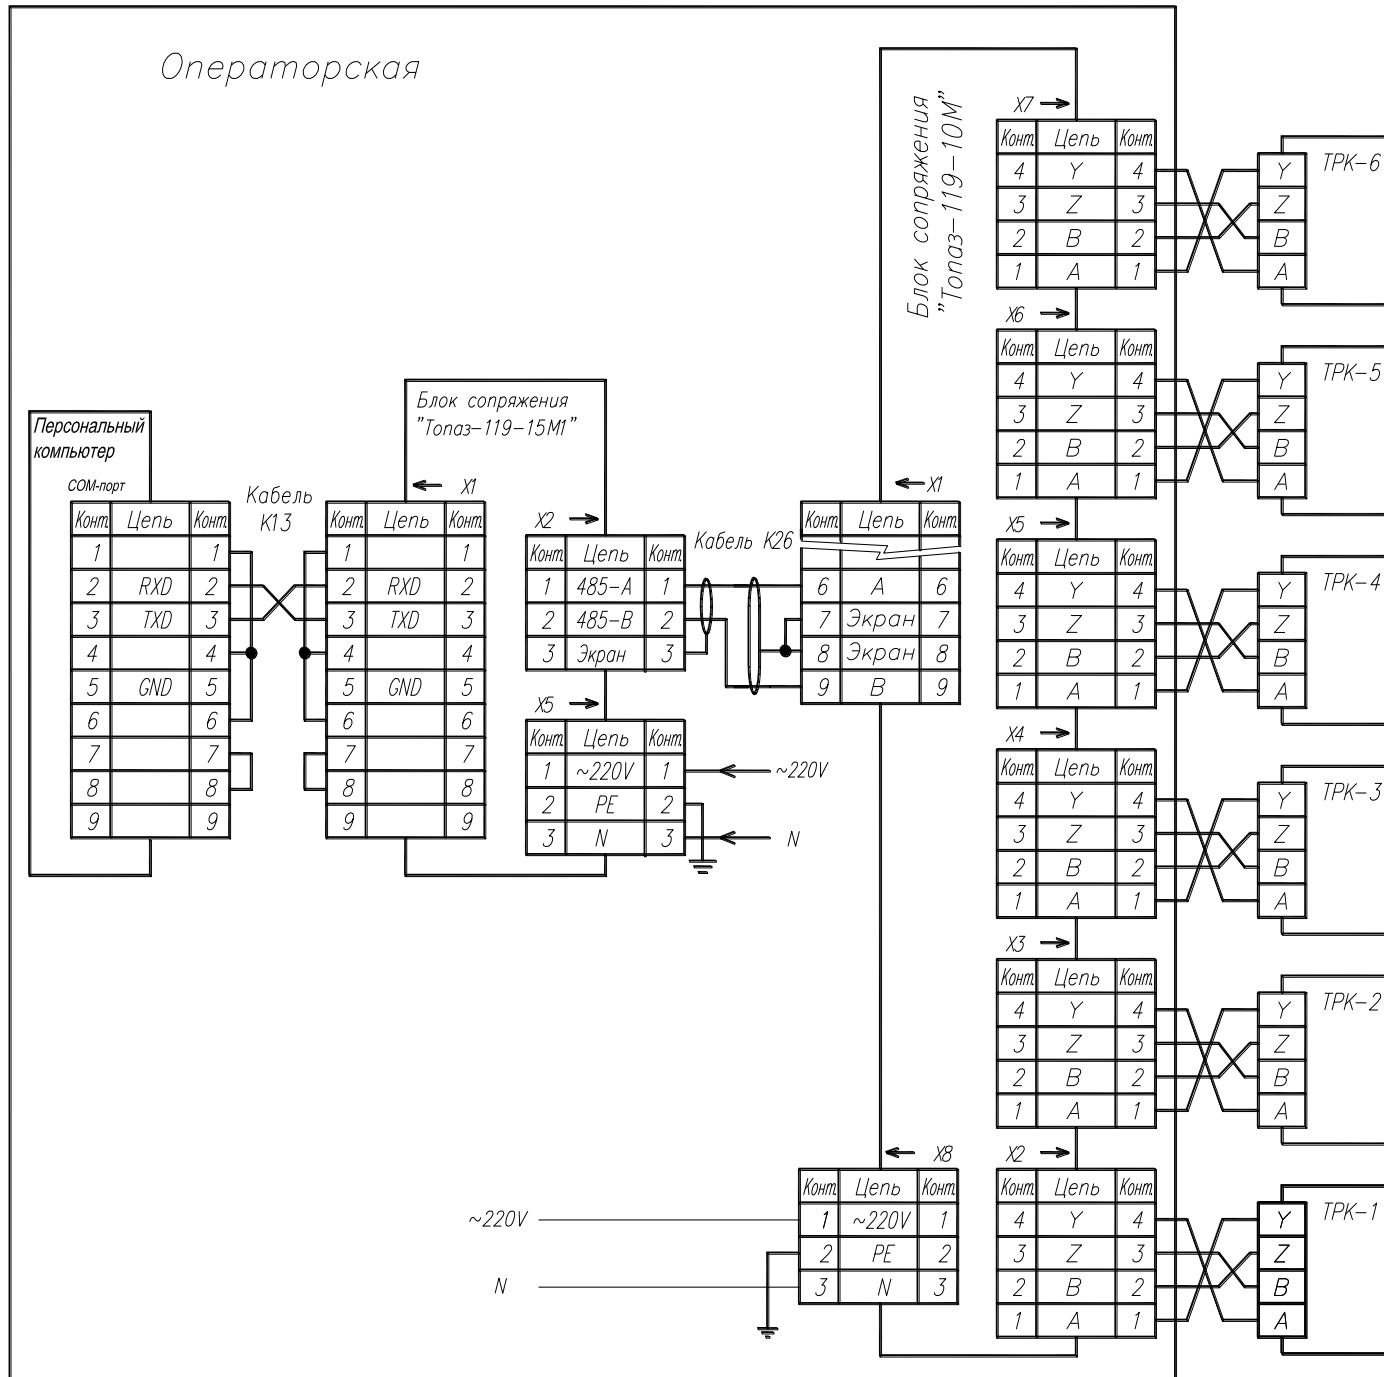 Операторская
Персональный
компьютер
COM-порт
Конт. Цепь Конт.
1 1
2 RXD 2
3 TXD 3
4 4
5 GND 5
6 6
7 7
8 8
9 9
Кабель
К13
Блок сопряжения
"Топаз-119-15М1"
X1
Конт. Цепь Конт.
1 1
2 RXD 2
3 TXD 3
4 4
5 GND 5
6 6
7 7
8 8
9 9
X2
Конт. Цепь Конт.
1 485-A 1
2 485-B 2
3 Экран 3
X5
Конт. Цепь Конт.
1 ~220V 1
2 PE 2
3 N 3
~220V
N
Кабель К26
Блок сопряжения
"Топаз-119-10М"
X1
Конт. Цепь Конт.
6 A 6
7 Экран 7
8 Экран 8
9 B 9
X8
Конт. Цепь Конт.
1 ~220V 1
2 PE 2
3 N 3
~220V
N
X7
Конт. Цепь Конт.
4 Y 4
3 Z 3
2 B 2
1 A 1
Y
Z
B
A
ТРК-6
X6
Конт. Цепь Конт.
4 Y 4
3 Z 3
2 B 2
1 A 1
Y
Z
B
A
ТРК-5
X5
Конт. Цепь Конт.
4 Y 4
3 Z 3
2 B 2
1 A 1
Y
Z
B
A
ТРК-4
X4
Конт. Цепь Конт.
4 Y 4
3 Z 3
2 B 2
1 A 1
Y
Z
B
A
ТРК-3
X3
Конт. Цепь Конт.
4 Y 4
3 Z 3
2 B 2
1 A 1
Y
Z
B
A
ТРК-2
X2
Конт. Цепь Конт.
4 Y 4
3 Z 3
2 B 2
1 A 1
Y
Z
B
A
ТРК-1